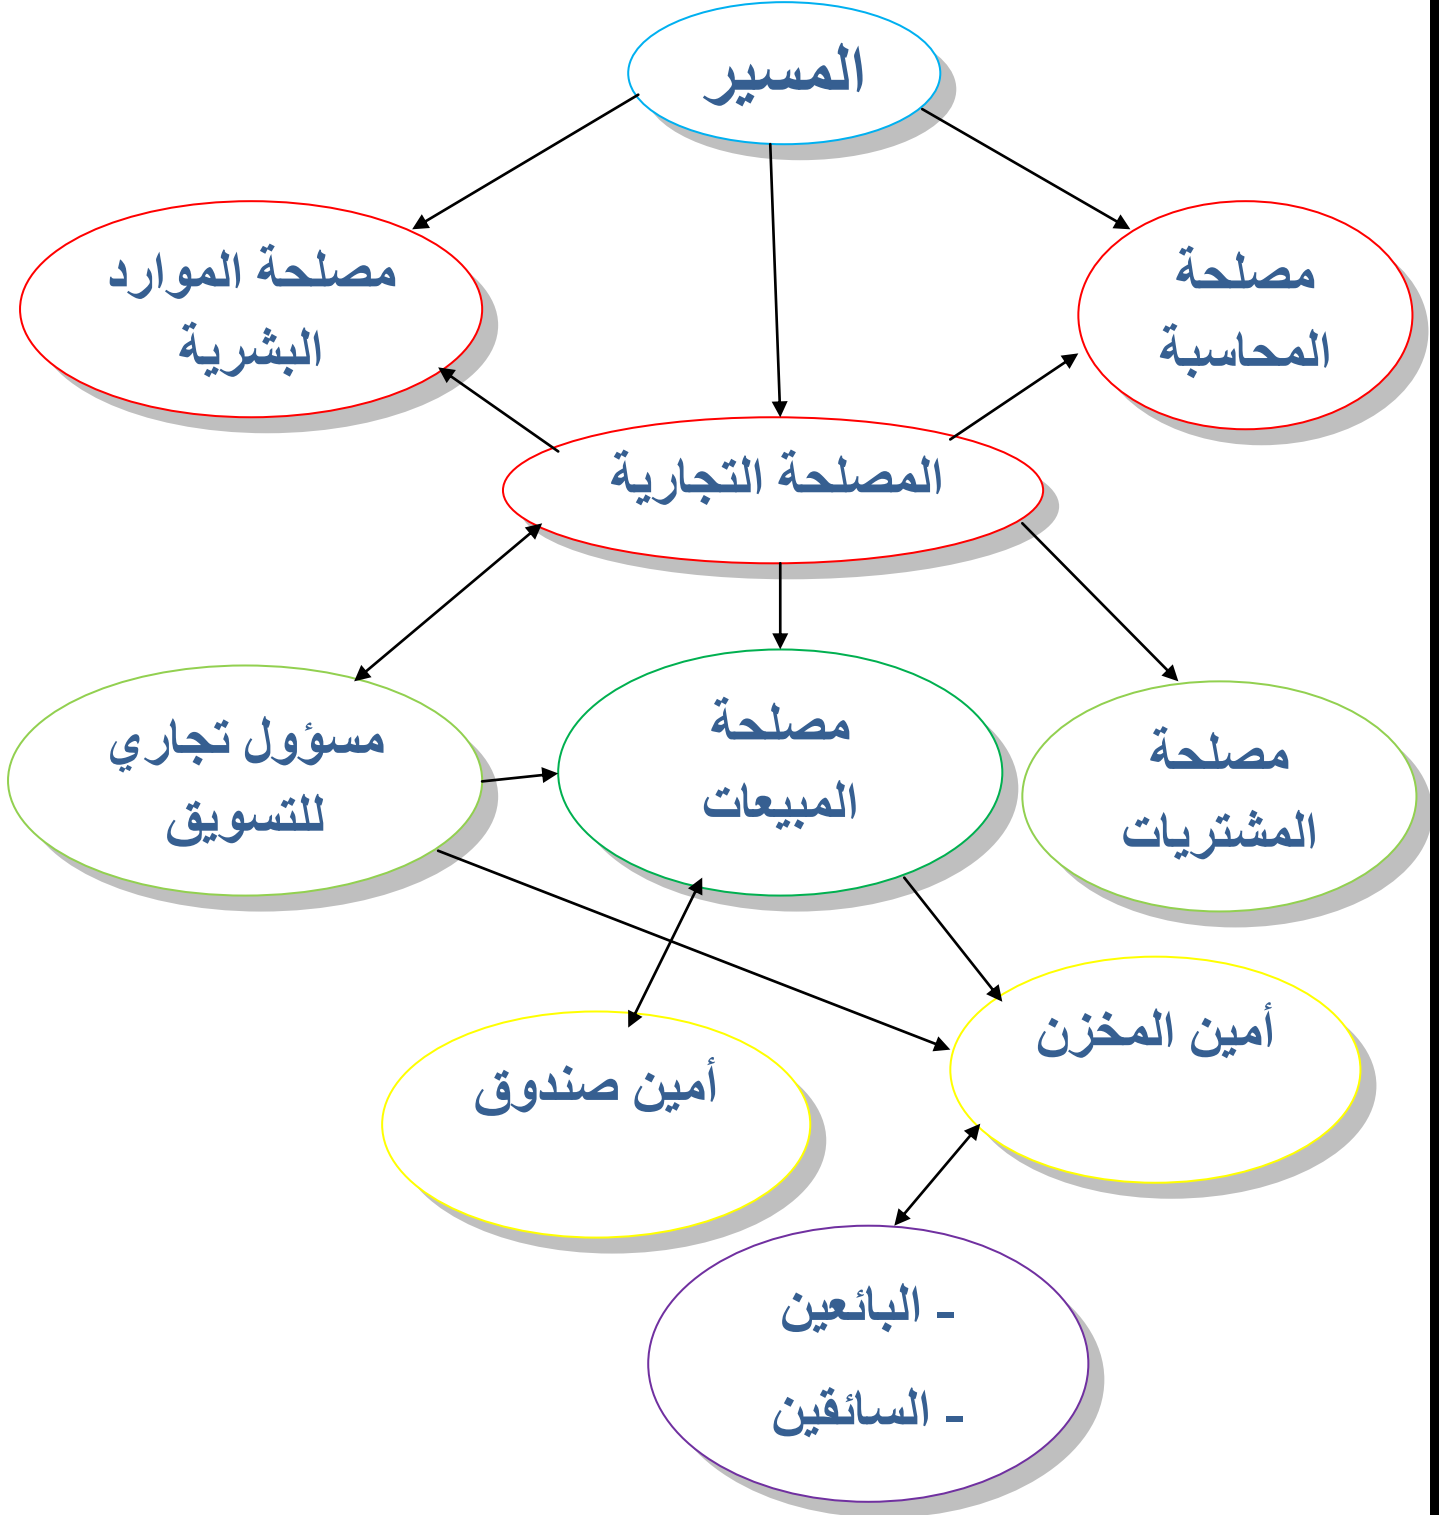 المسير
مصلحة
المحاسبة
مصلحة الموارد
البشرية
المصلحة التجارية
مصلحة
المشتريات
مصلحة
المبيعات
مسؤول تجاري
للتسويق
أمين المخزن
أمين صندوق
- البائعين
- السائقين